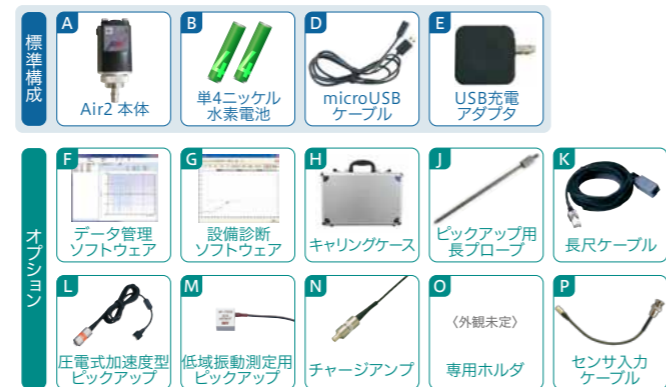 標準構成
A
Air2 本体
B
単4ニッケル
水素電池
D
microUSB
ケーブル
E
USB充電
アダプタ
オプション
F
データ管理
ソフトウェア
G
設備診断
ソフトウェア
H
キャリングケース
J
ピックアップ用
長プローブ
K
長尺ケーブル
L
圧電式加速度型
ピックアップ
M
低域振動測定用
ピックアップ
N
チャージアンプ
O
〈外観未定〉
専用ホルダ
P
センサ入力
ケーブル